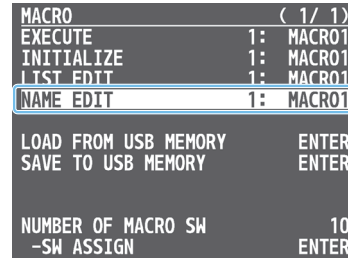 MACRO ( 1/ 1)
EXECUTE 1: MACRO1
INITIALIZE 1: MACRO1
LIST EDIT 1: MACRO1
NAME EDIT 1: MACRO1
LOAD FROM USB MEMORY ENTER
SAVE TO USB MEMORY ENTER
NUMBER OF MACRO SW 10
-SW ASSIGN ENTER